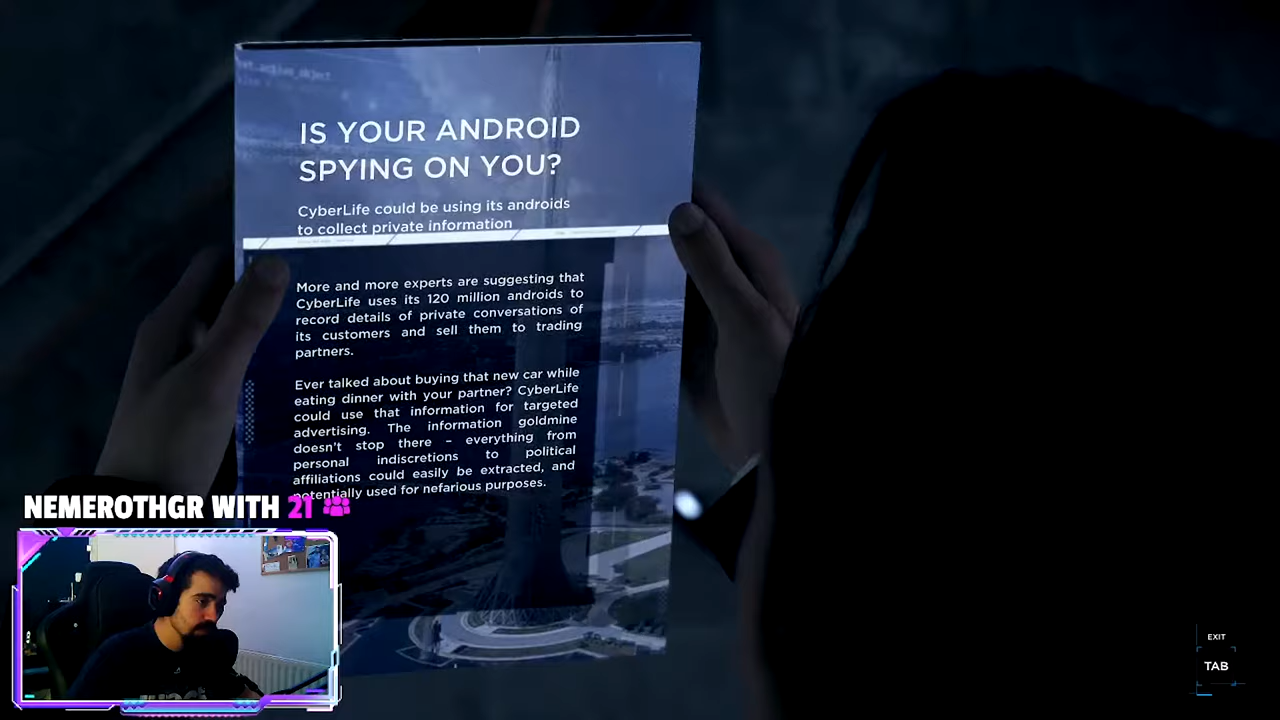 IS YOUR ANDROID
SPYING ON YOU?
CyberLife could be using its androids
to collect private information
More and more experts are suggesting that
CyberLife uses its 120 million androids to
record details of private conversations of
its customers and sell them to trading
partners.
Ever talked about buying that new car while
eating dinner with your partner? CyberLife
could use that information for targeted
advertising. The information goldmine
doesn't stop there – everything from
personal indiscretions to political
affiliations could easily be extracted, and
potentially used for nefarious purposes.
NEMEROTHGR WITH 21
EXIT
TAB